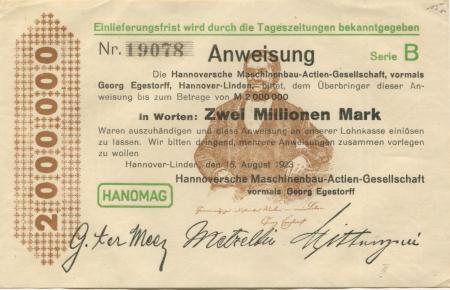 Einlieferungsfrist wird durch die Tageszeitungen bekanntgegeben
Nr. 19078 Anweisung Serie B
Die Hannoversche Maschinenbau-Actien-Gesellschaft, vormals
Georg Egestorff, Hannover-Linden, bittet, dem Überbringer dieser An-
weisung bis zum Betrage von M 2 000 000
in Worten: Zwei Millionen Mark
Waren auszuhändigen und diese Anweisung an unserer Lohnkasse einlösen
zu lassen. Wir bitten dringend, mehrere Anweisungen zusammen vorlegen
zu wollen
Hannover-Linden, den 15. August 1923
Hannoversche Maschinenbau-Actien-Gesellschaft
vormals Georg Egestorff
HANOMAG
2000000
G. ter Meer